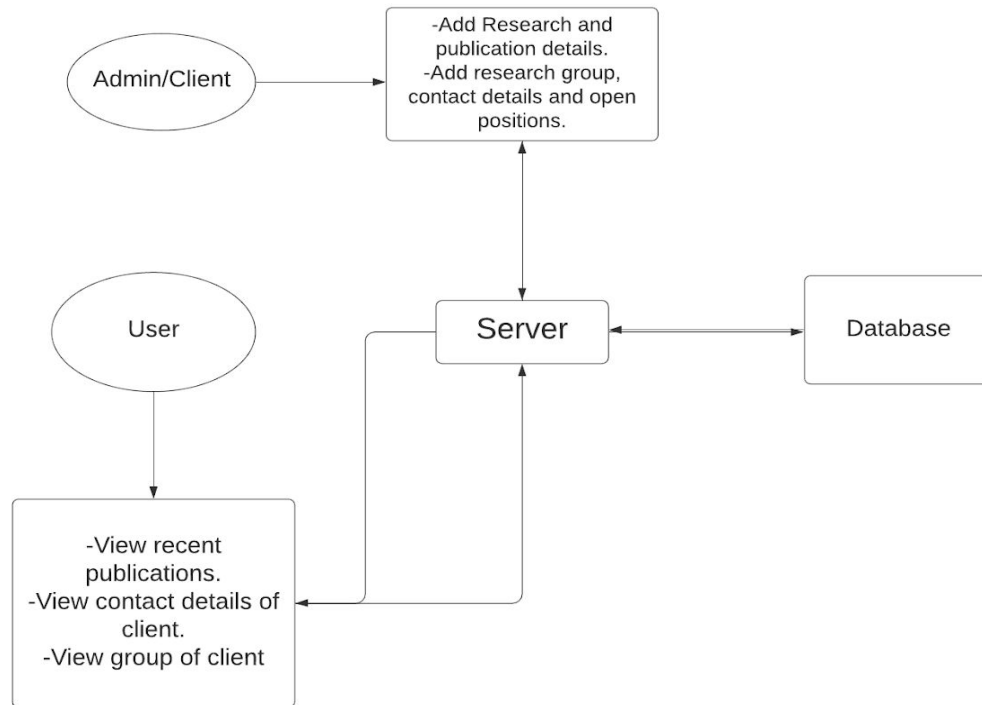 -Add Research and
publication details.
-Add research group,
contact details and open
positions.
Admin/Client
User
Server
Database
-View recent
publications.
-View contact details of
client.
-View group of client